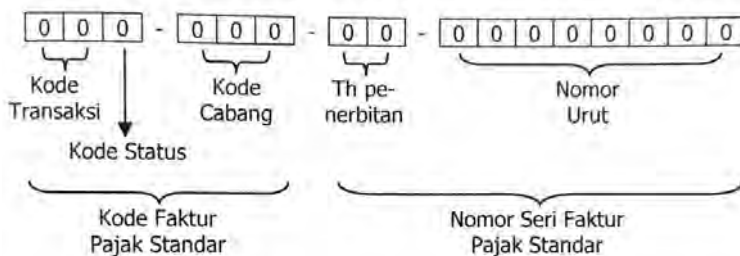 0 0 0 - 0 0 0 - 0 0 - 0 0 0 0 0 0 0 0
Kode
Transaksi
Kode
Cabang
Th pe-
nerbitan
Nomor
Urut
Kode Status
Kode Faktur
Pajak Standar
Nomor Seri Faktur
Pajak Standar